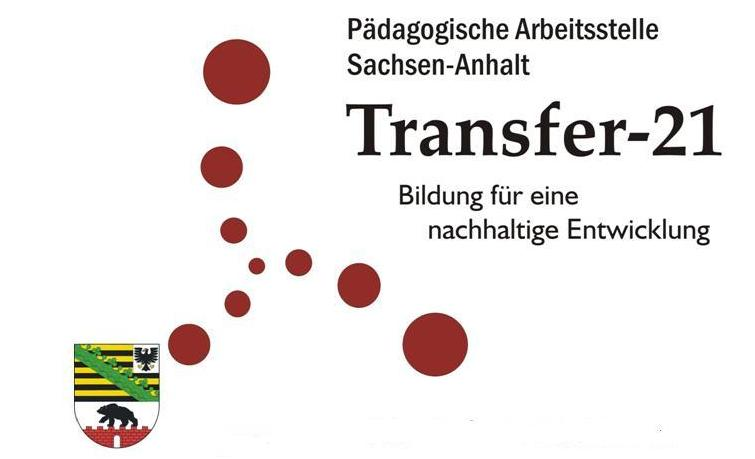 Pädagogische Arbeitsstelle
Sachsen-Anhalt
Transfer-21
Bildung für eine
nachhaltige Entwicklung